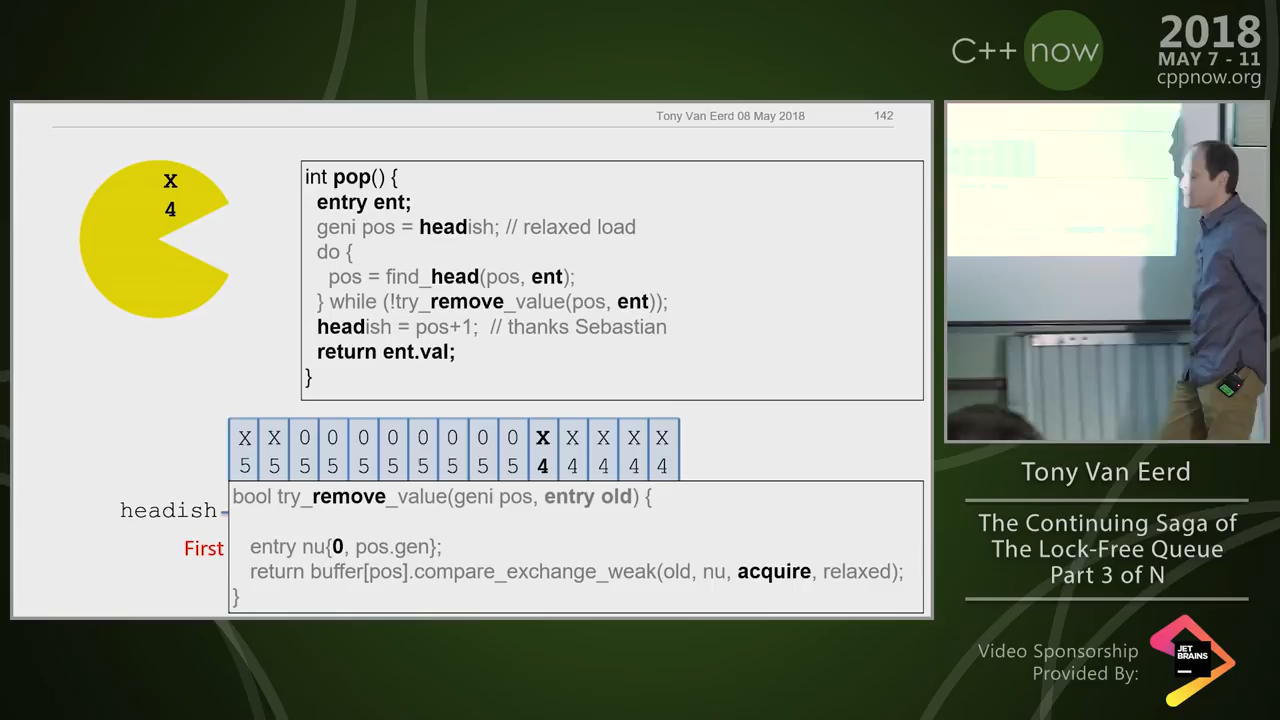 C++ now
2018
MAY 7 - 11
cppnow.org
Tony Van Eerd 08 May 2018 142
X
4
int pop() {
entry ent;
geni pos = headish; // relaxed load
do {
pos = find_head(pos, ent);
} while (!try_remove_value(pos, ent));
headish = pos+1; // thanks Sebastian
return ent.val;
}
X X 0 0 0 0 0 0 0 0 X X X X X
5 5 5 5 5 5 5 5 5 5 4 4 4 4 4
headish
First
bool try_remove_value(geni pos, entry old) {
entry nu{0, pos.gen};
return buffer[pos].compare_exchange_weak(old, nu, acquire, relaxed);
}
Tony Van Eerd
The Continuing Saga of
The Lock-Free Queue
Part 3 of N
Video Sponsorship
Provided By:
JET
BRAINS